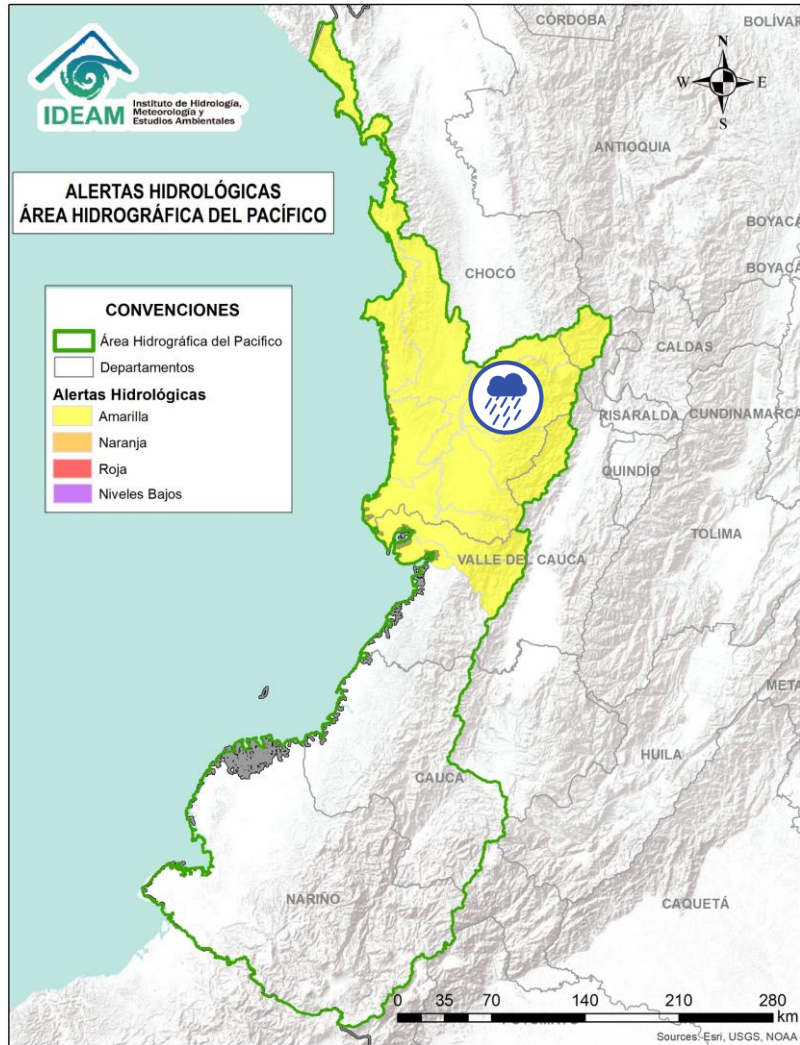 CÓRDOBA
BOLÍVAR
N
W E
S
IDEAM
Instituto de Hidrología,
Meteorología y
Estudios Ambientales
ANTIOQUIA
ALERTAS HIDROLÓGICAS
ÁREA HIDROGRÁFICA DEL PACÍFICO
BOYACÁ
BOYACÁ
CHOCÓ
CONVENCIONES
Área Hidrográfica del Pacifico
Departamentos
Alertas Hidrológicas
Amarilla
Naranja
Roja
Niveles Bajos
CALDAS
RISARALDA
CUNDINAMARCA
QUINDÍO
TOLIMA
VALLE DEL CAUCA
META
HUILA
CAUCA
NARIÑO
CAQUETÁ
0 35 70 140 210 280
km
Sources: Esri, USGS, NOAA